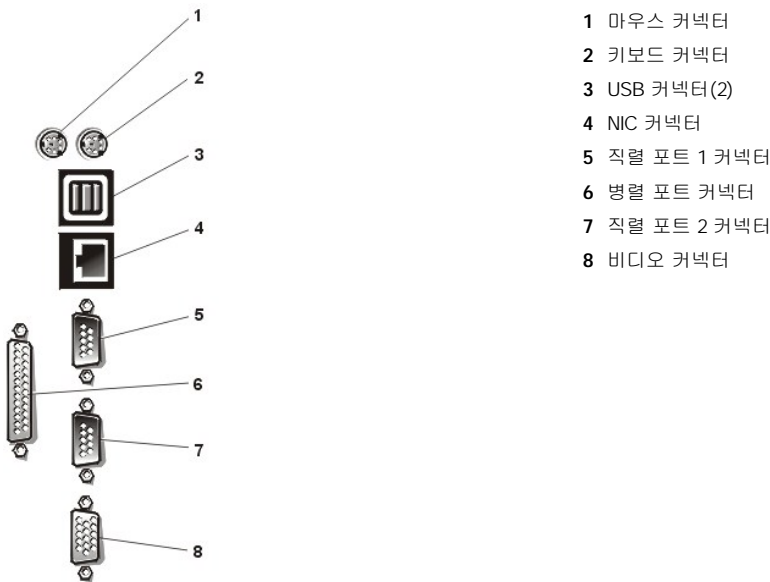 1
2
3
4
5
6
7
8
1 마우스 커넥터
2 키보드 커넥터
3 USB 커넥터(2)
4 NIC 커넥터
5 직렬 포트 1 커넥터
6 병렬 포트 커넥터
7 직렬 포트 2 커넥터
8 비디오 커넥터